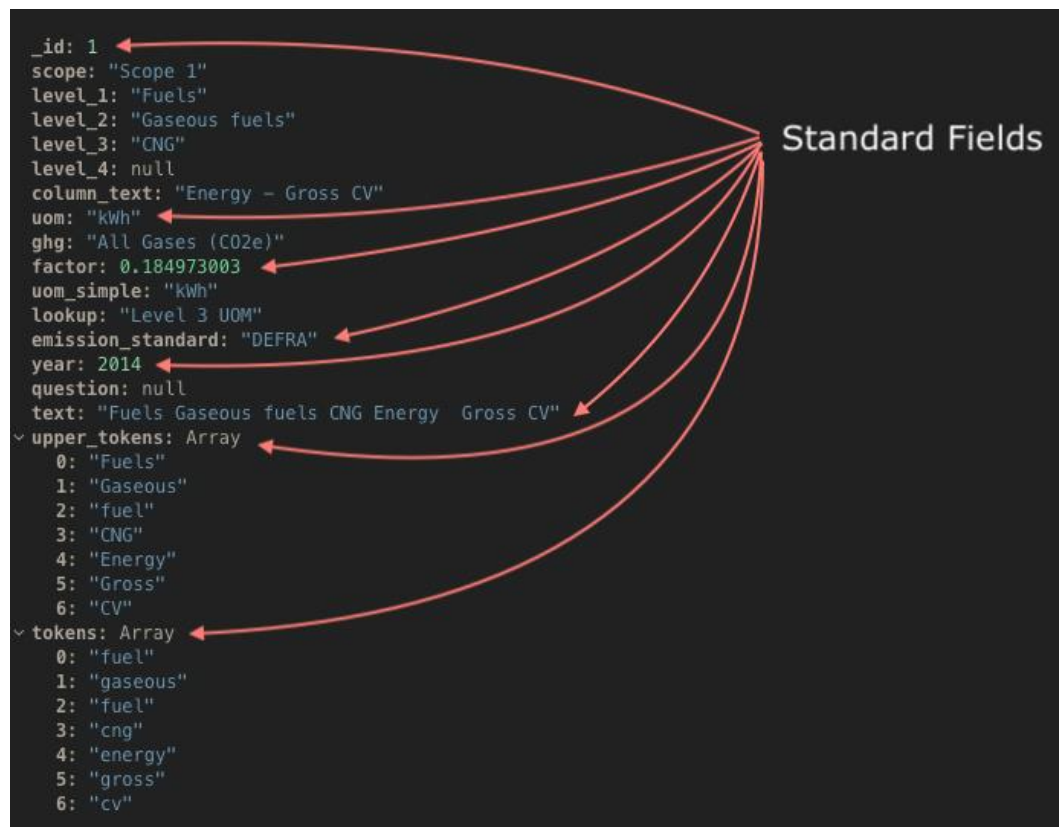 _id: 1
scope: "Scope 1"
level_1: "Fuels"
level_2: "Gaseous fuels"
level_3: "CNG"
level_4: null
column_text: "Energy – Gross CV"
uom: "kWh"
ghg: "All Gases (CO2e)"
factor: 0.184973003
uom_simple: "kWh"
lookup: "Level 3 UOM"
emission_standard: "DEFRA"
year: 2014
question: null
text: "Fuels Gaseous fuels CNG Energy  Gross CV"
upper_tokens: Array
0: "Fuels"
1: "Gaseous"
2: "fuel"
3: "CNG"
4: "Energy"
5: "Gross"
6: "CV"
tokens: Array
0: "fuel"
1: "gaseous"
2: "fuel"
3: "cng"
4: "energy"
5: "gross"
6: "cv"
Standard Fields